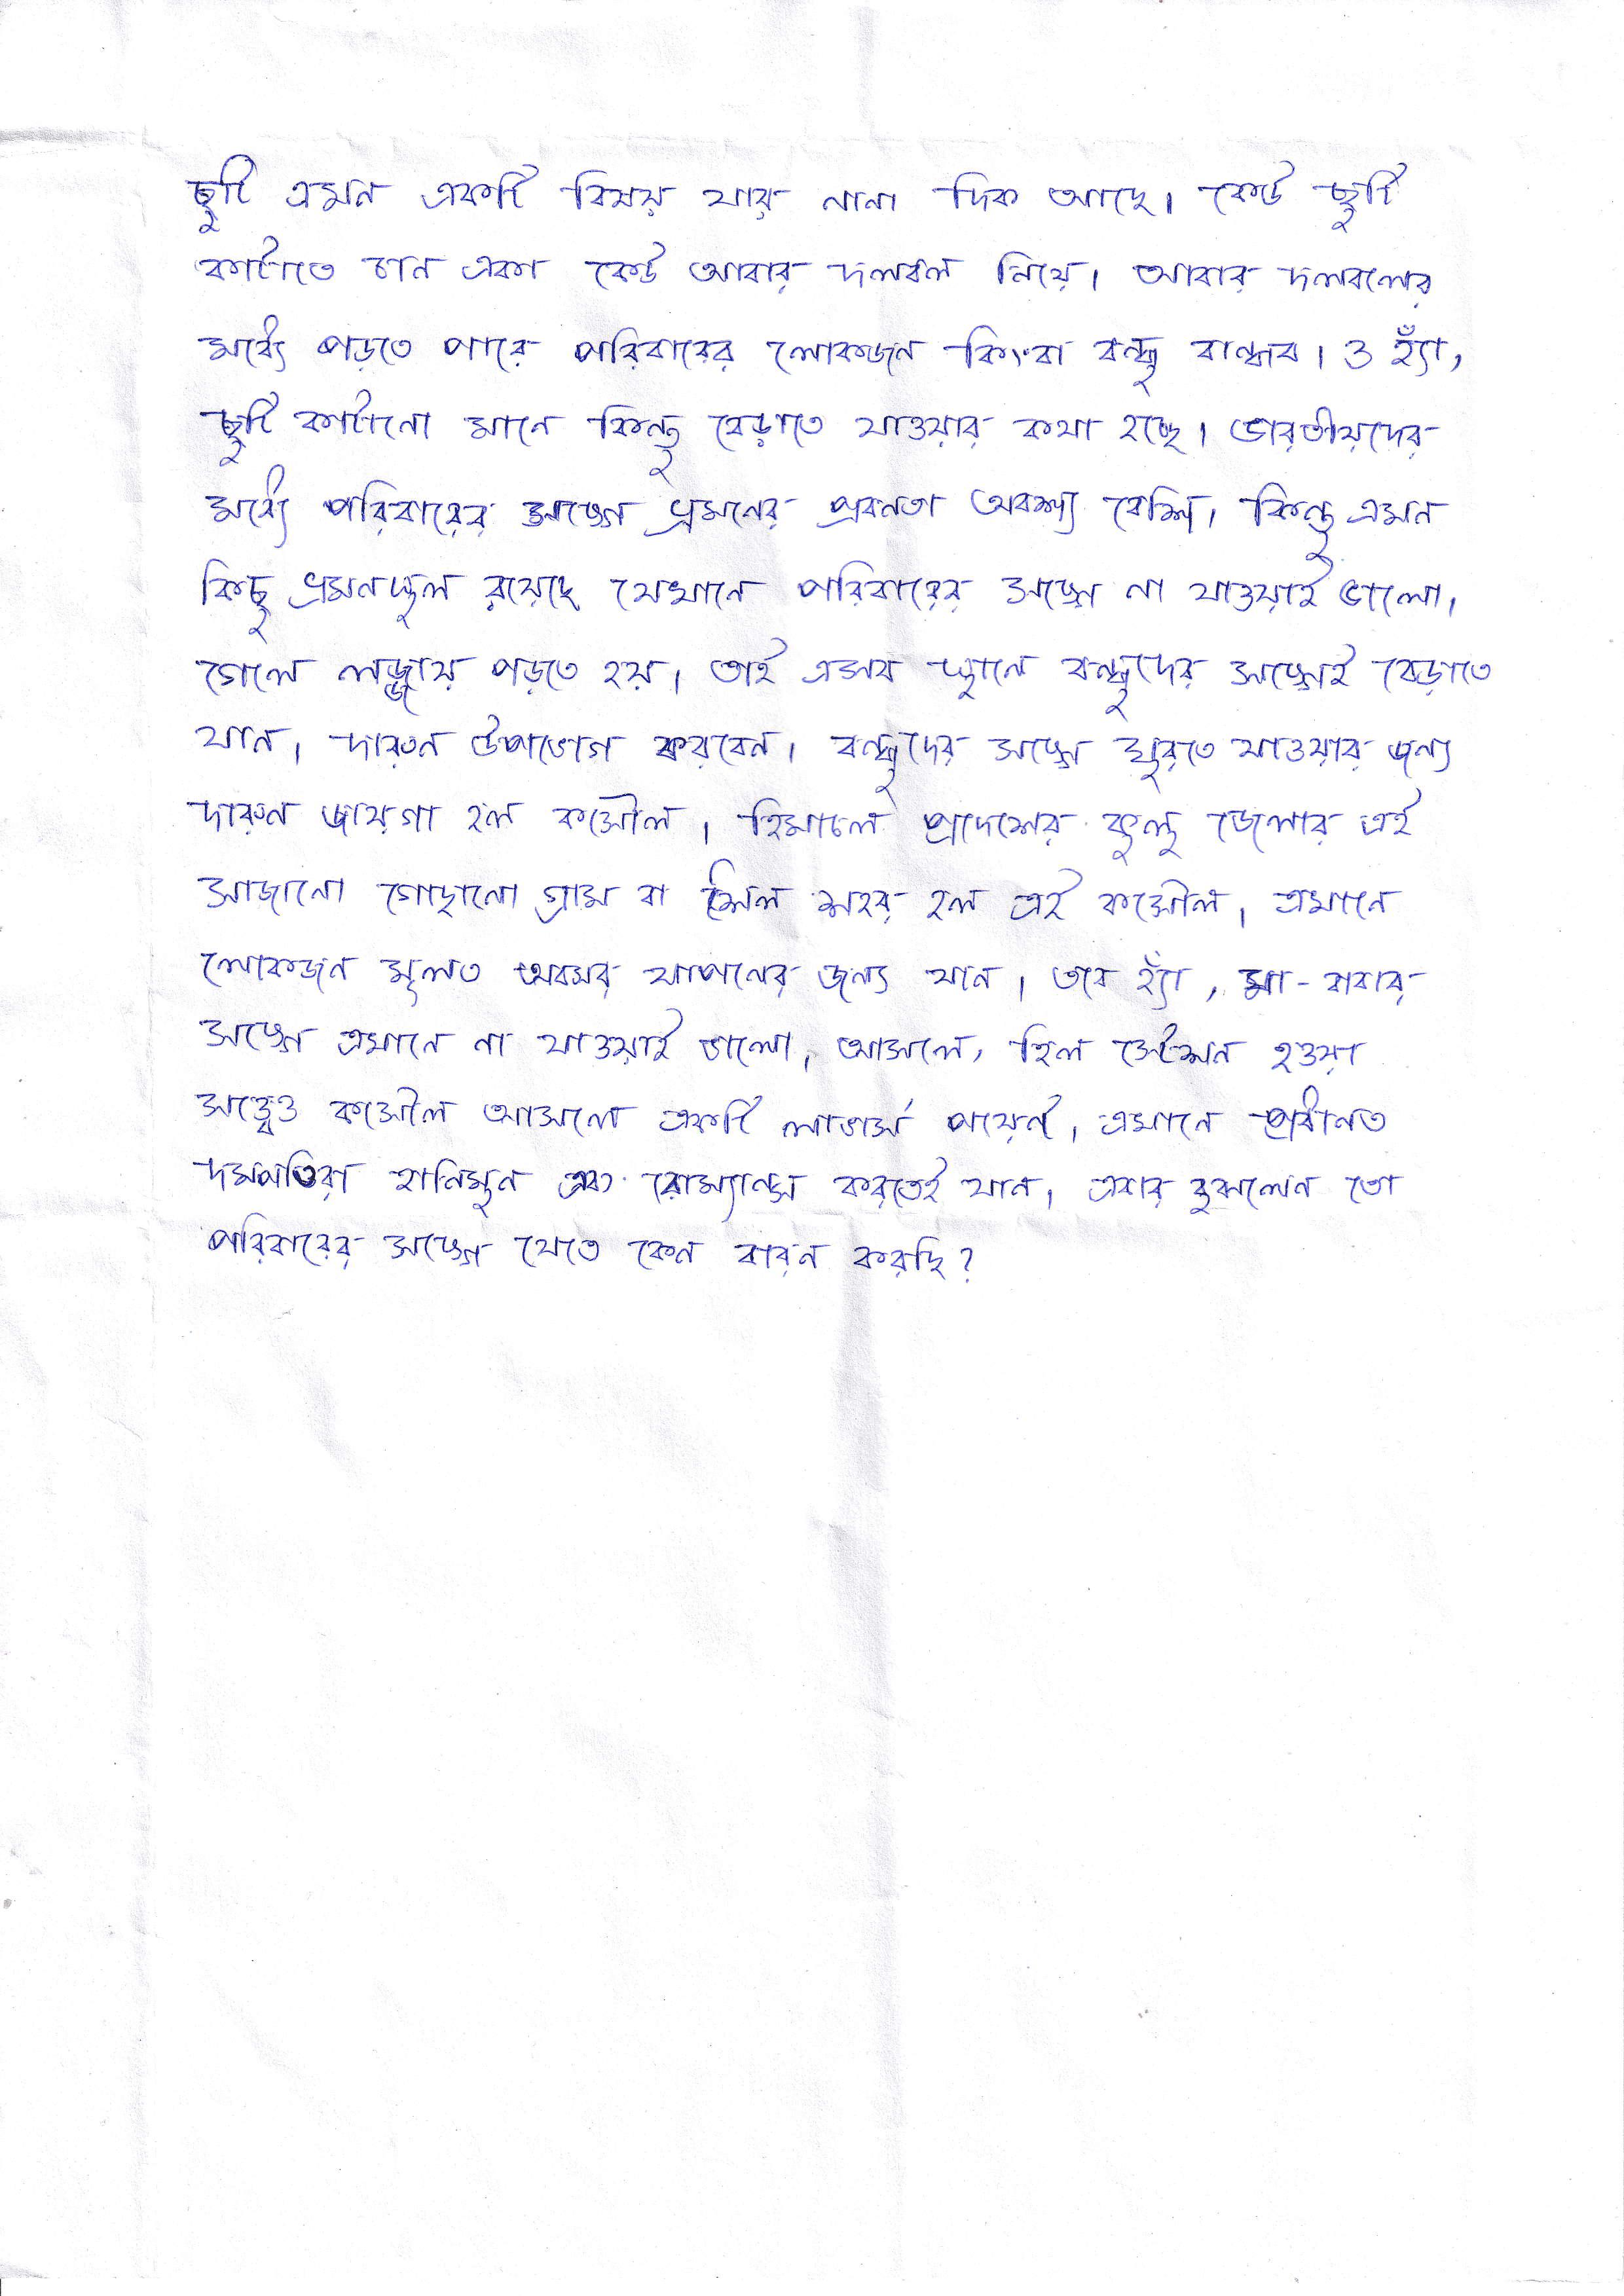 ছুটি এমন একটি বিষয় যার নানা দিক আছে। কেউ ছুটি
কাটাতে চান একা কেউ আবার দলবল নিয়ে। আবার দলবলের
মধ্যে পড়তে পারে পরিবারের লোকজন কিংবা বন্ধু বান্ধব। ও হ্যাঁ,
ছুটি কাটানো মানে কিন্তু বেড়াতে যাওয়ার কথা হচ্ছে। ভারতীয়দের
মধ্যে পরিবারের সঙ্গে ভ্রমনের প্রবনতা অবশ্য বেশি। কিন্তু এমন
কিছু ভ্রমনস্থল রয়েছে যেখানে পরিবারের সঙ্গে না যাওয়াই ভালো।
গেলে লজ্জায় পড়তে হয়। তাই এসব স্থানে বন্ধুদের সঙ্গেই বেড়াতে
যান। দারুন উপভোগ করবেন। বন্ধুদের সঙ্গে ঘুরতে যাওয়ার জন্য
দারুন জায়গা হল কসৌল। হিমাচল প্রদেশের কুলু জেলার এই
সাজানো গোছানো গ্রাম বা শৈল শহর হল এই কসৌল। এখানে
লোকজন মূলত অবসর যাপনের জন্য যান। তবে হ্যাঁ, মা-বাবার
সঙ্গে এখানে না যাওয়াই ভালো। আসলে, হিল স্টেশন হওয়া
সত্ত্বেও কসৌল আসলে একটি লাভার্স পয়েন্ট। এখানে প্রধানত
দম্পতিরা হানিমুন এবং রোম্যান্স করতেই যান। এবার বুঝলেন তো
পরিবারের সঙ্গে যেতে কেন বারন করছি?